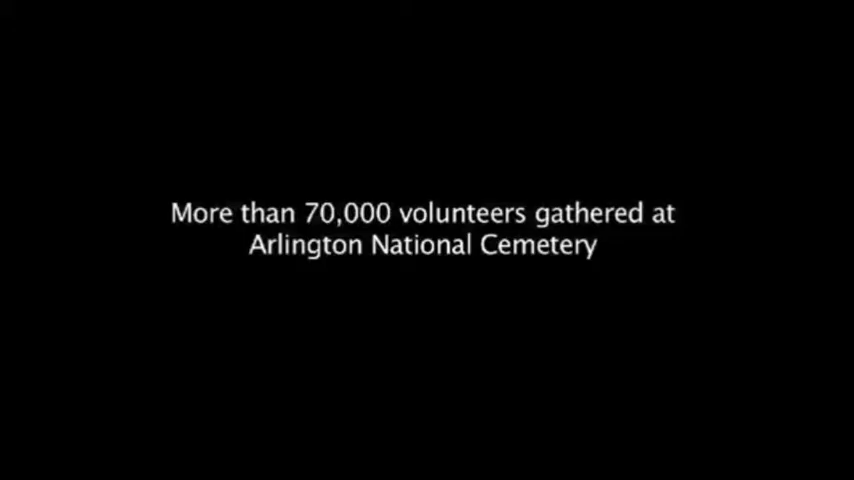 More than 70,000 volunteers gathered at
Arlington National Cemetery